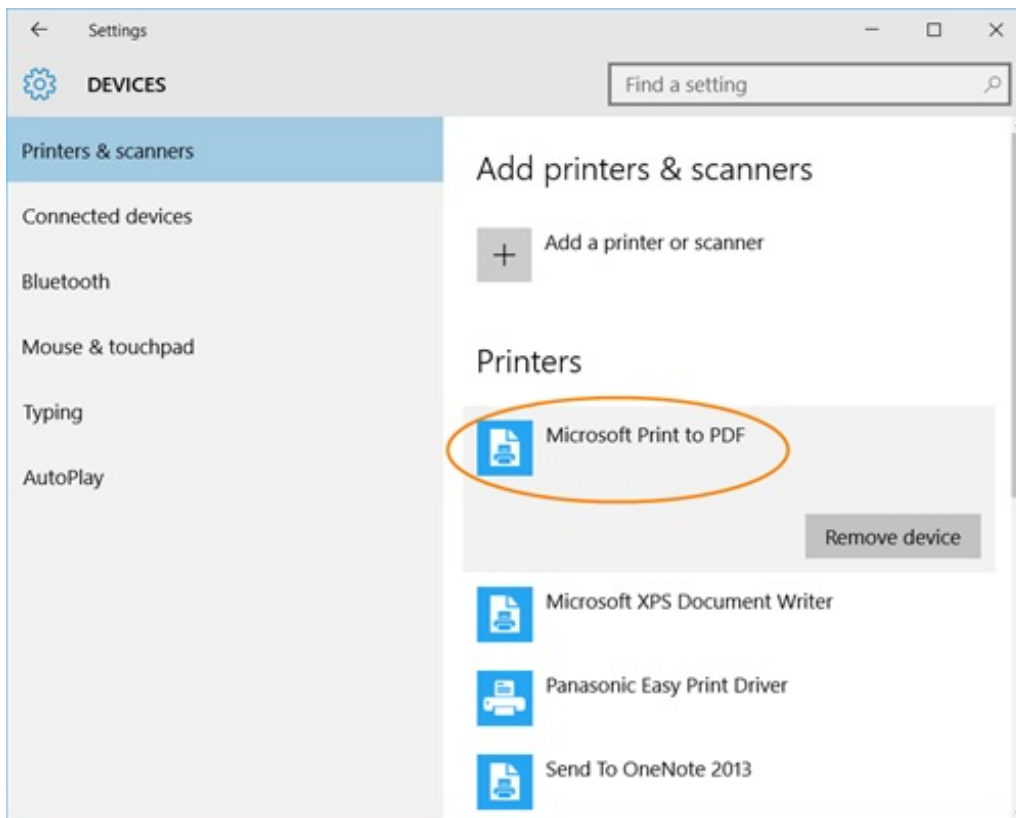 Settings
DEVICES
Find a setting
Printers & scanners
Connected devices
Bluetooth
Mouse & touchpad
Typing
AutoPlay
Add printers & scanners
Add a printer or scanner
Printers
Microsoft Print to PDF
Remove device
Microsoft XPS Document Writer
Panasonic Easy Print Driver
Send To OneNote 2013